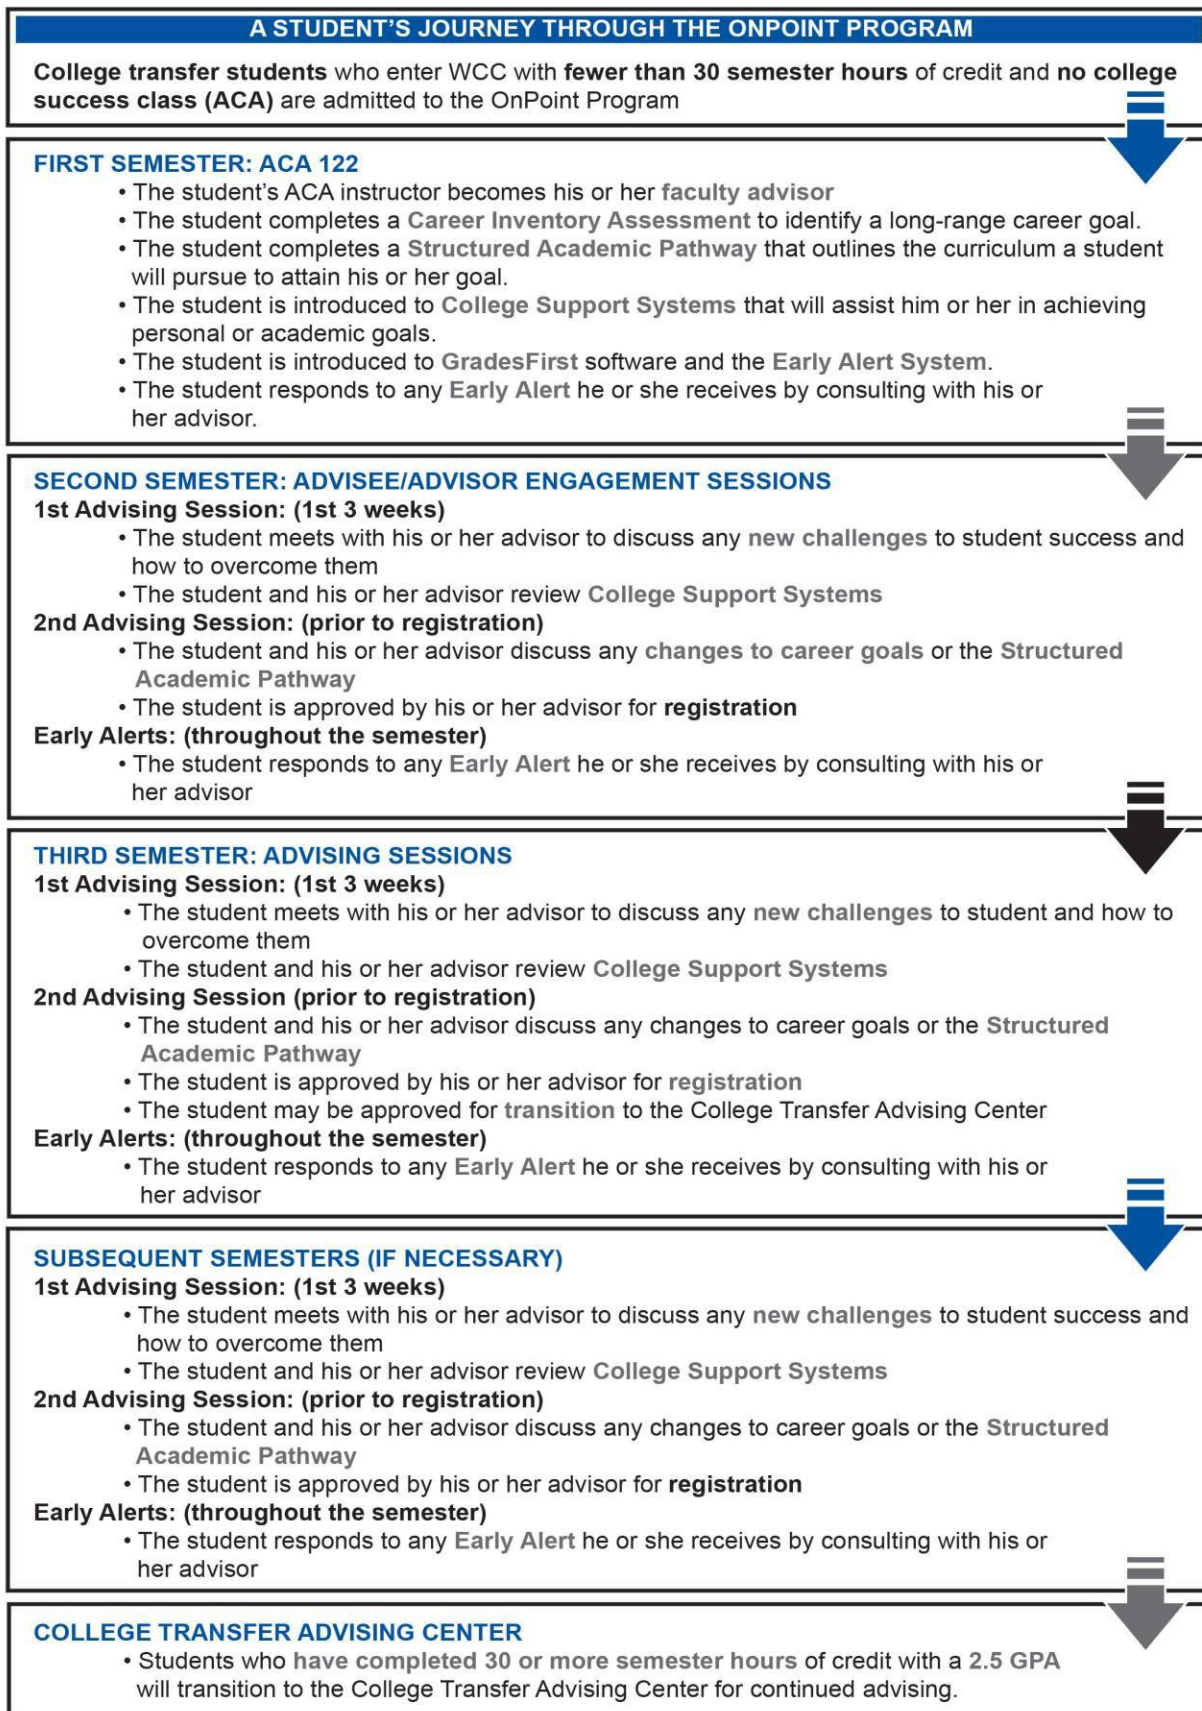 A STUDENT'S JOURNEY THROUGH THE ONPOINT PROGRAM
College transfer students who enter WCC with fewer than 30 semester hours of credit and no college
success class (ACA) are admitted to the OnPoint Program
FIRST SEMESTER: ACA 122
• The student's ACA instructor becomes his or her faculty advisor
• The student completes a Career Inventory Assessment to identify a long-range career goal.
• The student completes a Structured Academic Pathway that outlines the curriculum a student
will pursue to attain his or her goal.
• The student is introduced to College Support Systems that will assist him or her in achieving
personal or academic goals.
• The student is introduced to GradesFirst software and the Early Alert System.
• The student responds to any Early Alert he or she receives by consulting with his or
her advisor.
SECOND SEMESTER: ADVISEE/ADVISOR ENGAGEMENT SESSIONS
1st Advising Session: (1st 3 weeks)
• The student meets with his or her advisor to discuss any new challenges to student success and
how to overcome them
• The student and his or her advisor review College Support Systems
2nd Advising Session: (prior to registration)
• The student and his or her advisor discuss any changes to career goals or the Structured
Academic Pathway
• The student is approved by his or her advisor for registration
Early Alerts: (throughout the semester)
• The student responds to any Early Alert he or she receives by consulting with his or
her advisor
THIRD SEMESTER: ADVISING SESSIONS
1st Advising Session: (1st 3 weeks)
• The student meets with his or her advisor to discuss any new challenges to student and how to
overcome them
• The student and his or her advisor review College Support Systems
2nd Advising Session (prior to registration)
• The student and his or her advisor discuss any changes to career goals or the Structured
Academic Pathway
• The student is approved by his or her advisor for registration
• The student may be approved for transition to the College Transfer Advising Center
Early Alerts: (throughout the semester)
• The student responds to any Early Alert he or she receives by consulting with his or
her advisor
SUBSEQUENT SEMESTERS (IF NECESSARY)
1st Advising Session: (1st 3 weeks)
• The student meets with his or her advisor to discuss any new challenges to student success and
how to overcome them
• The student and his or her advisor review College Support Systems
2nd Advising Session: (prior to registration)
• The student and his or her advisor discuss any changes to career goals or the Structured
Academic Pathway
• The student is approved by his or her advisor for registration
Early Alerts: (throughout the semester)
• The student responds to any Early Alert he or she receives by consulting with his or
her advisor
COLLEGE TRANSFER ADVISING CENTER
• Students who have completed 30 or more semester hours of credit with a 2.5 GPA
will transition to the College Transfer Advising Center for continued advising.